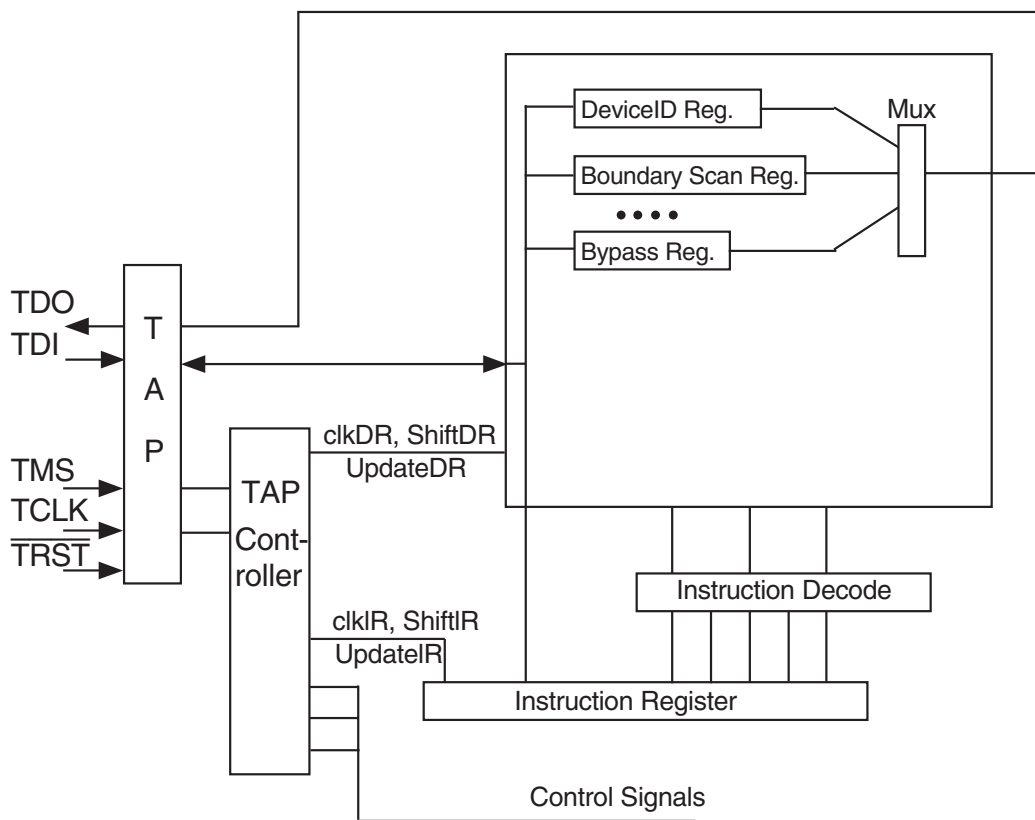 DeviceID Reg.
Mux
Boundary Scan Reg.
Bypass Reg.
TDO
TDI
T
A
P
TMS
TCLK
TRST
TAP
Cont-
roller
clkDR, ShiftDR
UpdateDR
Instruction Decode
clkIR, ShiftIR
UpdateIR
Instruction Register
Control Signals